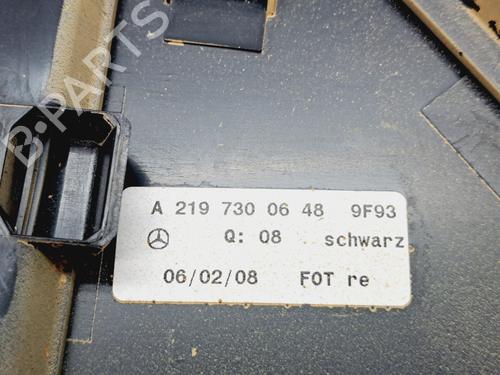 B-PARTS
A 219 730 06 48 9F93
Q: 08 schwarz
06/02/08 FOT re